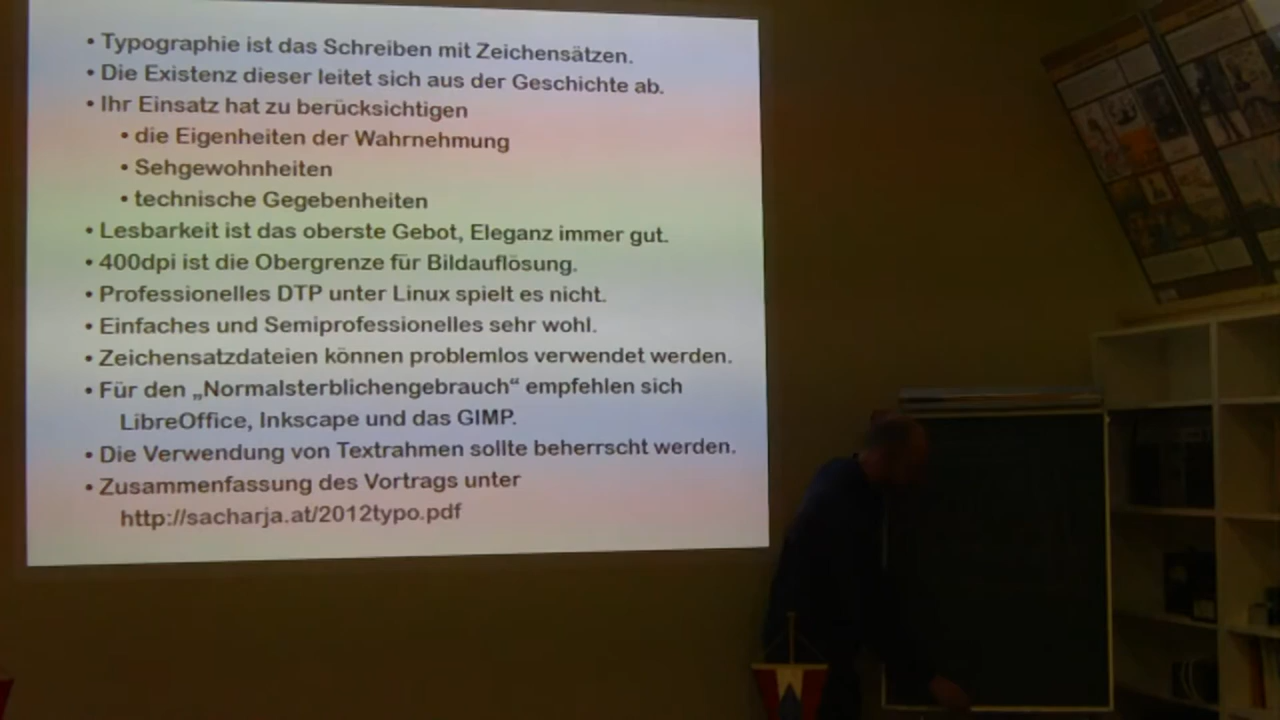 • Typographie ist das Schreiben mit Zeichensätzen.
• Die Existenz dieser leitet sich aus der Geschichte ab.
• Ihr Einsatz hat zu berücksichtigen
• die Eigenheiten der Wahrnehmung
• Sehgewohnheiten
• technische Gegebenheiten
• Lesbarkeit ist das oberste Gebot, Eleganz immer gut.
• 400dpi ist die Obergrenze für Bildauflösung.
• Professionelles DTP unter Linux spielt es nicht.
• Einfaches und Semiprofessionelles sehr wohl.
• Zeichensatzdateien können problemlos verwendet werden.
• Für den „Normalsterblichengebrauch“ empfehlen sich
LibreOffice, Inkscape und das GIMP.
• Die Verwendung von Textrahmen sollte beherrscht werden.
• Zusammenfassung des Vortrags unter
http://sacharja.at/2012typo.pdf